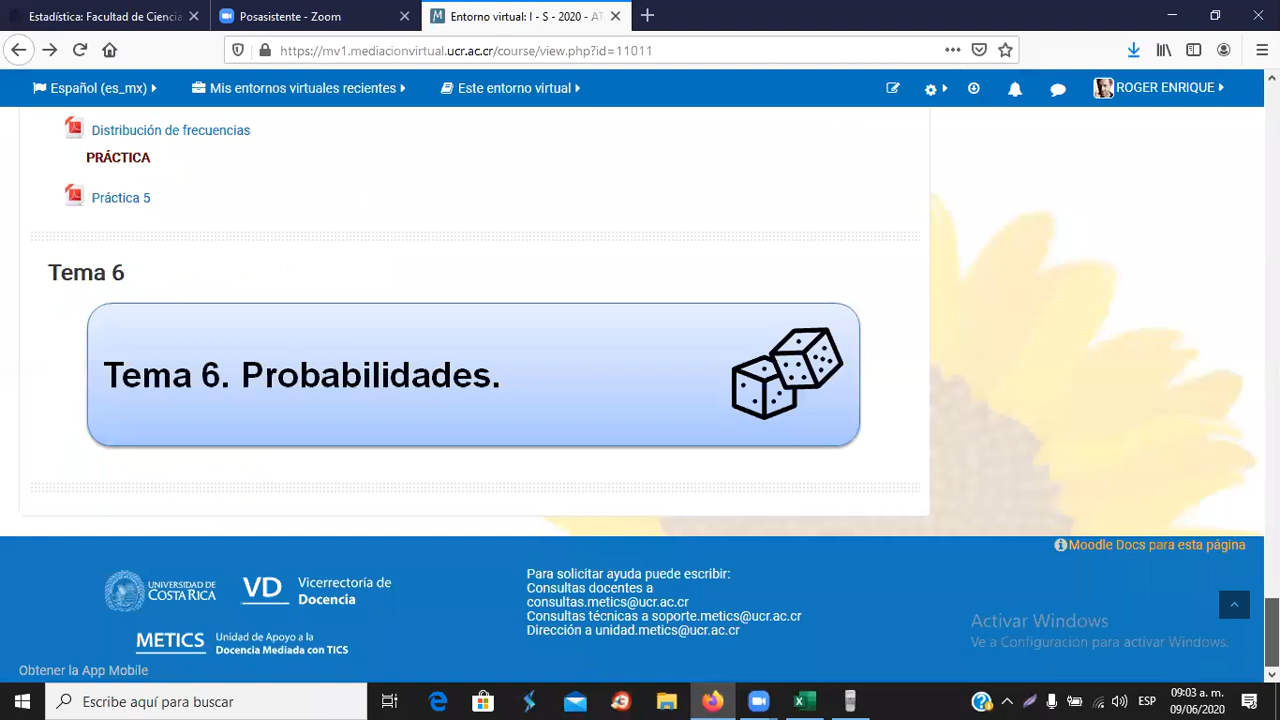 Estadística: Facultad de Ciencia
Posasistente - Zoom
Entorno virtual: I - S - 2020 - AT
https://mv1.mediacionvirtual.ucr.ac.cr/course/view.php?id=11011
Español (es_mx)
Mis entornos virtuales recientes
Este entorno virtual
ROGER ENRIQUE
Distribución de frecuencias
PRÁCTICA
Práctica 5
Tema 6
Tema 6. Probabilidades.
Moodle Docs para esta página
UNIVERSIDAD DE COSTA RICA
VD Vicerrectoría de Docencia
METICS Unidad de Apoyo a la Docencia Mediada con TICS
Para solicitar ayuda puede escribir:
Consultas docentes a
consultas.metics@ucr.ac.cr
Consultas técnicas a soporte.metics@ucr.ac.cr
Dirección a unidad.metics@ucr.ac.cr
Activar Windows
Ve a Configuración para activar Windows.
Obtener la App Mobile
Escribe aquí para buscar
ESP
09:03 a. m.
09/06/2020